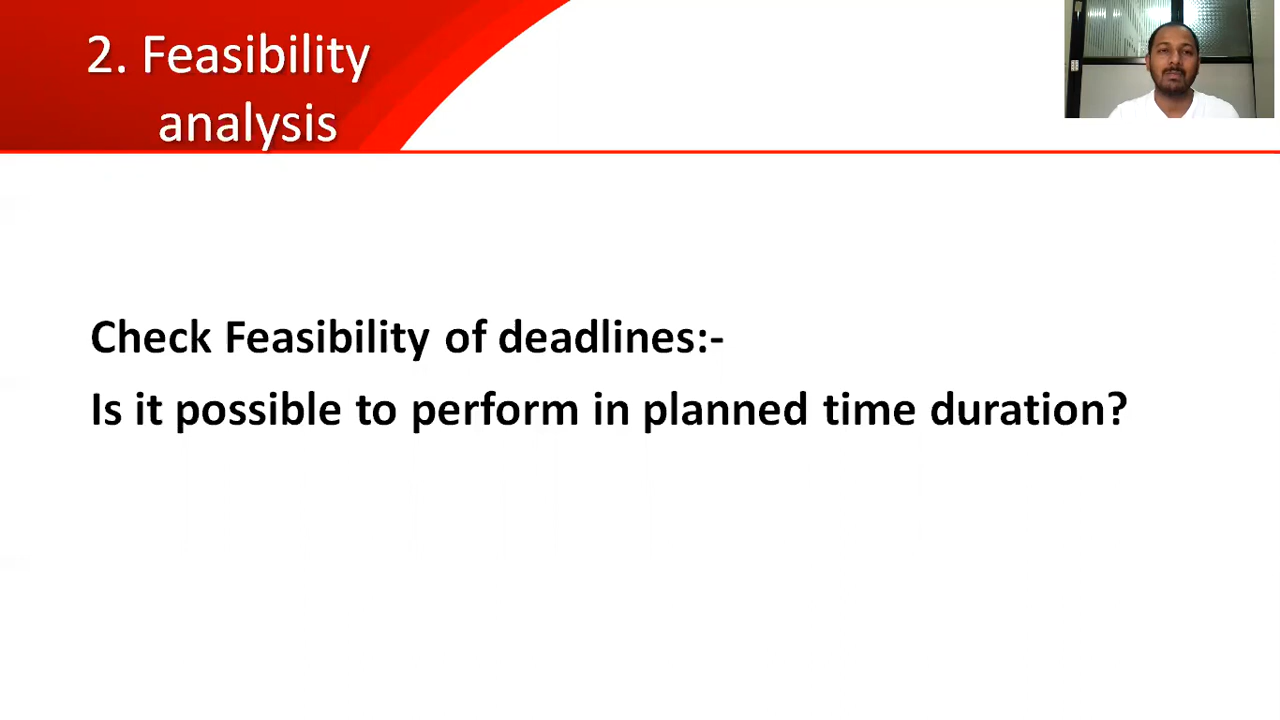 2. Feasibility
analysis
Check Feasibility of deadlines:-
Is it possible to perform in planned time duration?